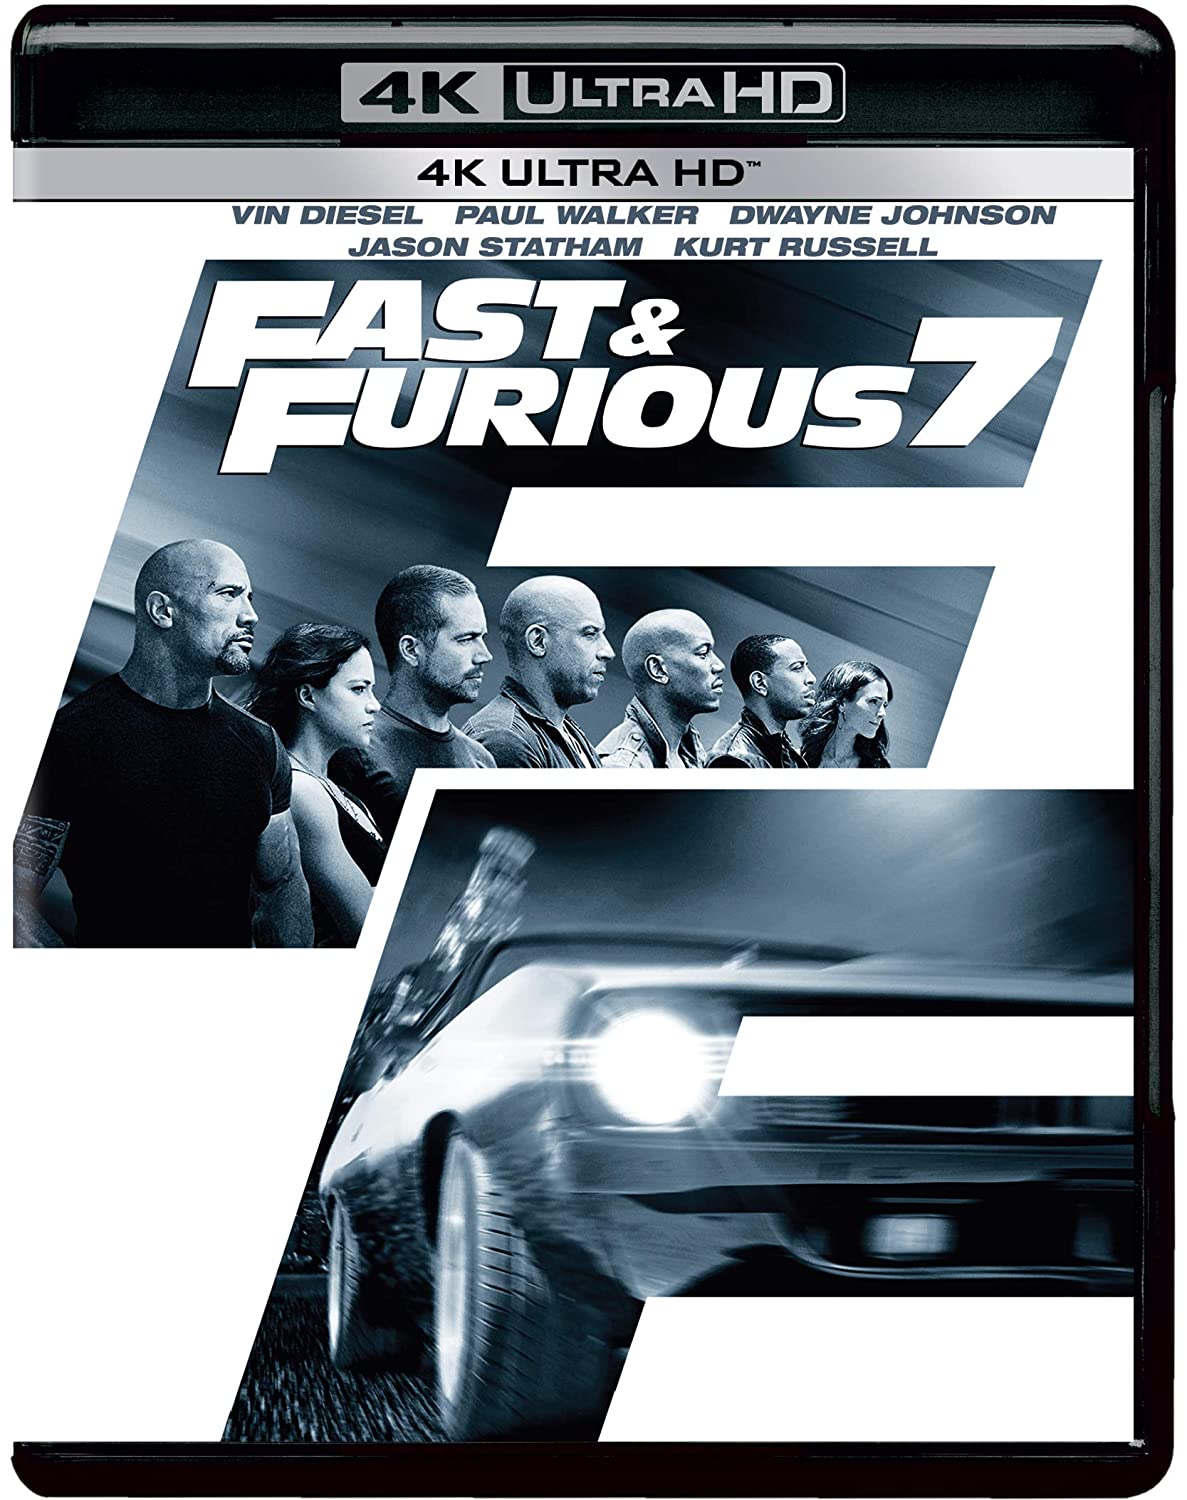 4K ULTRA HD
4K ULTRA HD™
VIN DIESEL PAUL WALKER DWAYNE JOHNSON
JASON STATHAM KURT RUSSELL
FAST &
FURIOUS 7